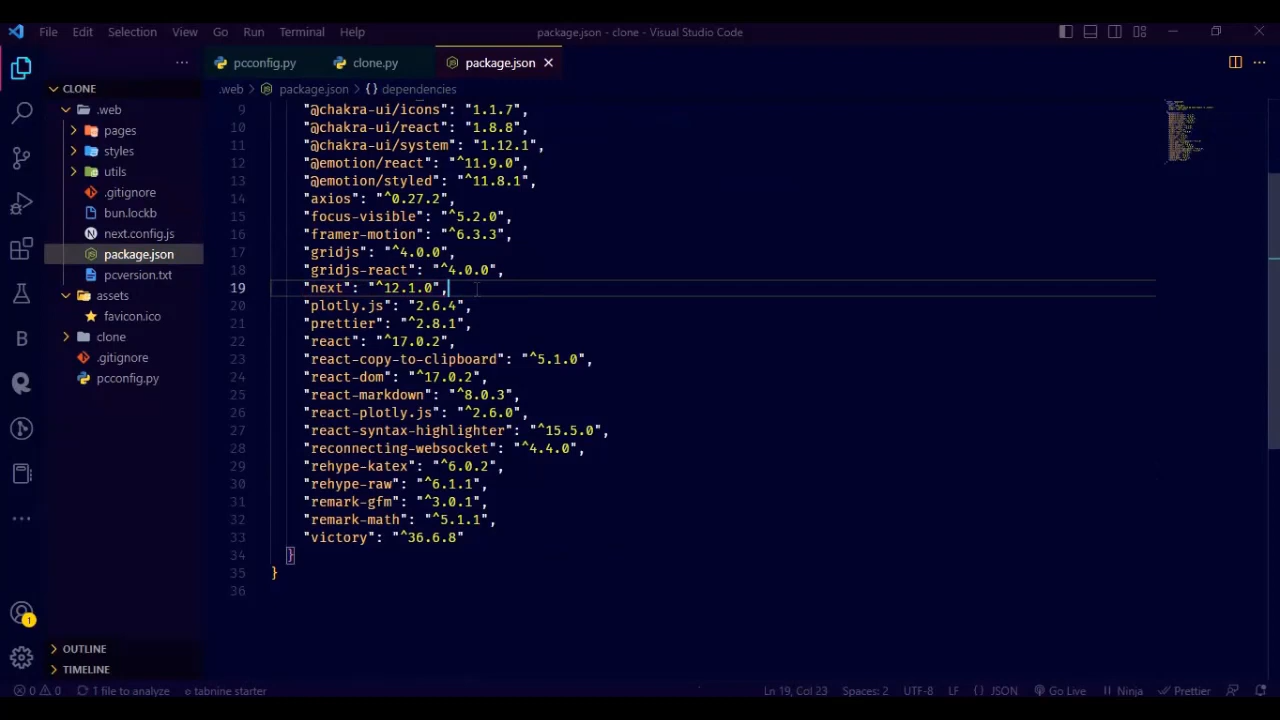 File Edit Selection View Go Run Terminal Help
package.json - clone - Visual Studio Code
pcconfig.py
clone.py
package.json
CLONE
.web
pages
styles
utils
.gitignore
bun.lockb
next.config.js
package.json
pcversion.txt
assets
favicon.ico
clone
.gitignore
pcconfig.py
OUTLINE
TIMELINE
.web > package.json > {} dependencies
9 "@chakra-ui/icons": "1.1.7",
10 "@chakra-ui/react": "1.8.8",
11 "@chakra-ui/system": "1.12.1",
12 "@emotion/react": "^11.9.0",
13 "@emotion/styled": "^11.8.1",
14 "axios": "^0.27.2",
15 "focus-visible": "^5.2.0",
16 "framer-motion": "^6.3.3",
17 "gridjs": "^4.0.0",
18 "gridjs-react": "^4.0.0",
19 "next": "^12.1.0",
20 "plotly.js": "2.6.4",
21 "prettier": "^2.8.1",
22 "react": "^17.0.2",
23 "react-copy-to-clipboard": "^5.1.0",
24 "react-dom": "^17.0.2",
25 "react-markdown": "^8.0.3",
26 "react-plotly.js": "^2.6.0",
27 "react-syntax-highlighter": "^15.5.0",
28 "reconnecting-websocket": "^4.4.0",
29 "rehype-katex": "^6.0.2",
30 "rehype-raw": "^6.1.1",
31 "remark-gfm": "^3.0.1",
32 "remark-math": "^5.1.1",
33 "victory": "^36.6.8"
34 }
35 }
36
1
0 0 1 file to analyze tabnine starter
Ln 19, Col 23 Spaces: 2 UTF-8 LF {} JSON Go Live Ninja Prettier